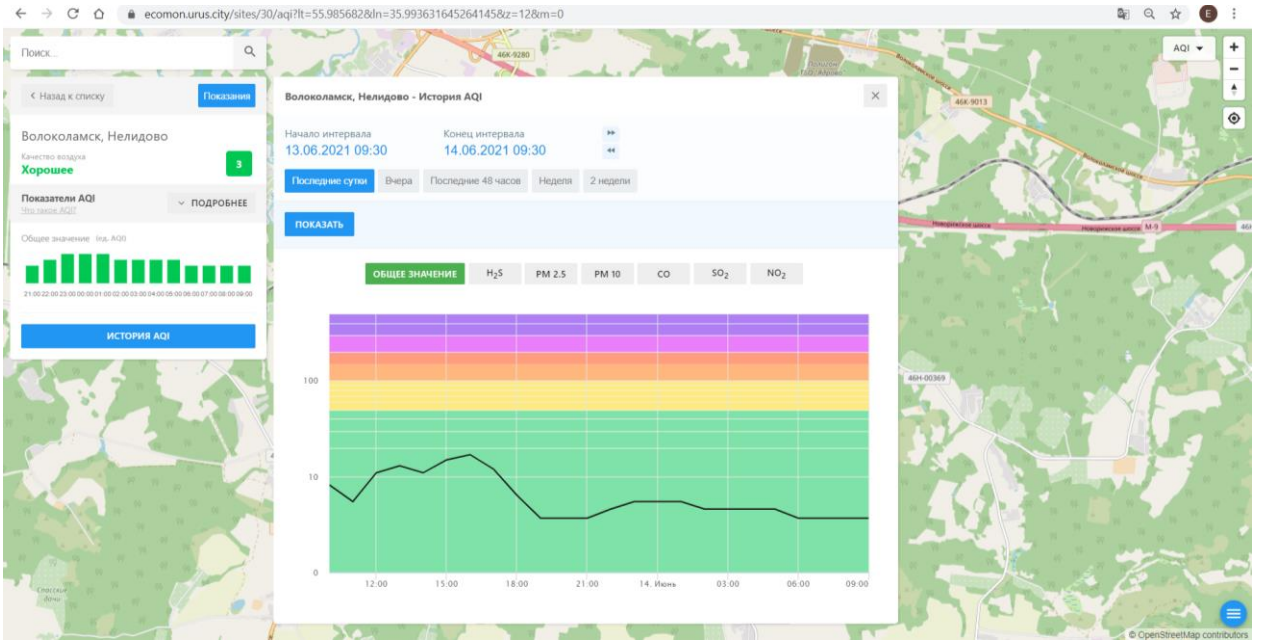 ecomon.urus.city/sites/30/aqi?lt=55.985682&ln=35.993631645264145&z=12&m=0
E
Поиск...
AQI
46К-9280
46К-9013
Волоколамское шоссе
< Назад к списку
Показания
Волоколамск, Нелидово
Качество воздуха
Хорошее
3
Показатели AQI
Что такое AQI?
ПОДРОБНЕЕ
Общее значение (ед. AQI)
21:00 22:00 23:00 00:00 01:00 02:00 03:00 04:00 05:00 06:00 07:00 08:00 09:00
ИСТОРИЯ AQI
Волоколамск, Нелидово - История AQI
Начало интервала
Конец интервала
13.06.2021 09:30
14.06.2021 09:30
Последние сутки
Вчера
Последние 48 часов
Неделя
2 недели
ПОКАЗАТЬ
ОБЩЕЕ ЗНАЧЕНИЕ
H₂S
PM 2.5
PM 10
CO
SO₂
NO₂
100
10
0
12:00
15:00
18:00
21:00
14. Июнь
03:00
06:00
09:00
Новорижское шоссе
Новорижское шоссе
М-9
46Н-00369
Спасские
дачи
© OpenStreetMap contributors